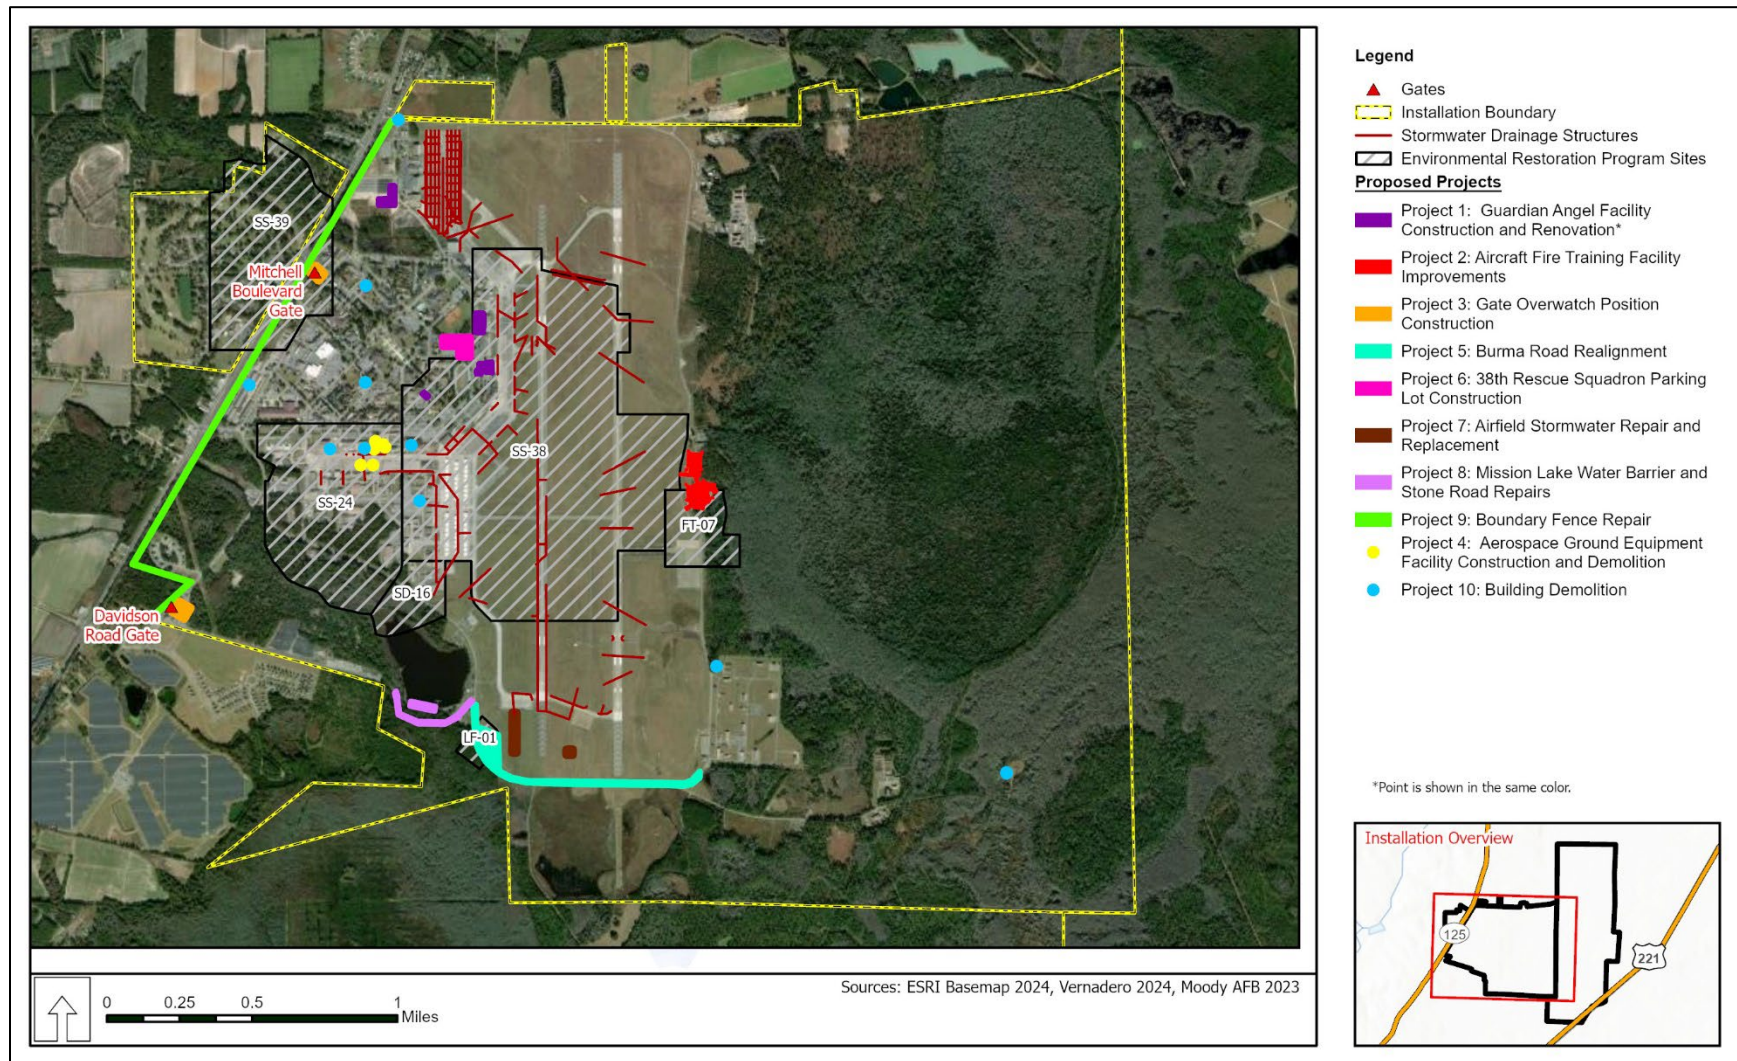 SS-39
Mitchell
Boulevard
Gate
SS-38
SS-24
FT-07
SD-16
Davidson
Road Gate
LF-01
Legend
Gates
Installation Boundary
Stormwater Drainage Structures
Environmental Restoration Program Sites
Proposed Projects
Project 1: Guardian Angel Facility
Construction and Renovation*
Project 2: Aircraft Fire Training Facility
Improvements
Project 3: Gate Overwatch Position
Construction
Project 5: Burma Road Realignment
Project 6: 38th Rescue Squadron Parking
Lot Construction
Project 7: Airfield Stormwater Repair and
Replacement
Project 8: Mission Lake Water Barrier and
Stone Road Repairs
Project 9: Boundary Fence Repair
Project 4: Aerospace Ground Equipment
Facility Construction and Demolition
Project 10: Building Demolition
*Point is shown in the same color.
Installation Overview
125
221
0 0.25 0.5 1
Miles
Sources: ESRI Basemap 2024, Vernadero 2024, Moody AFB 2023